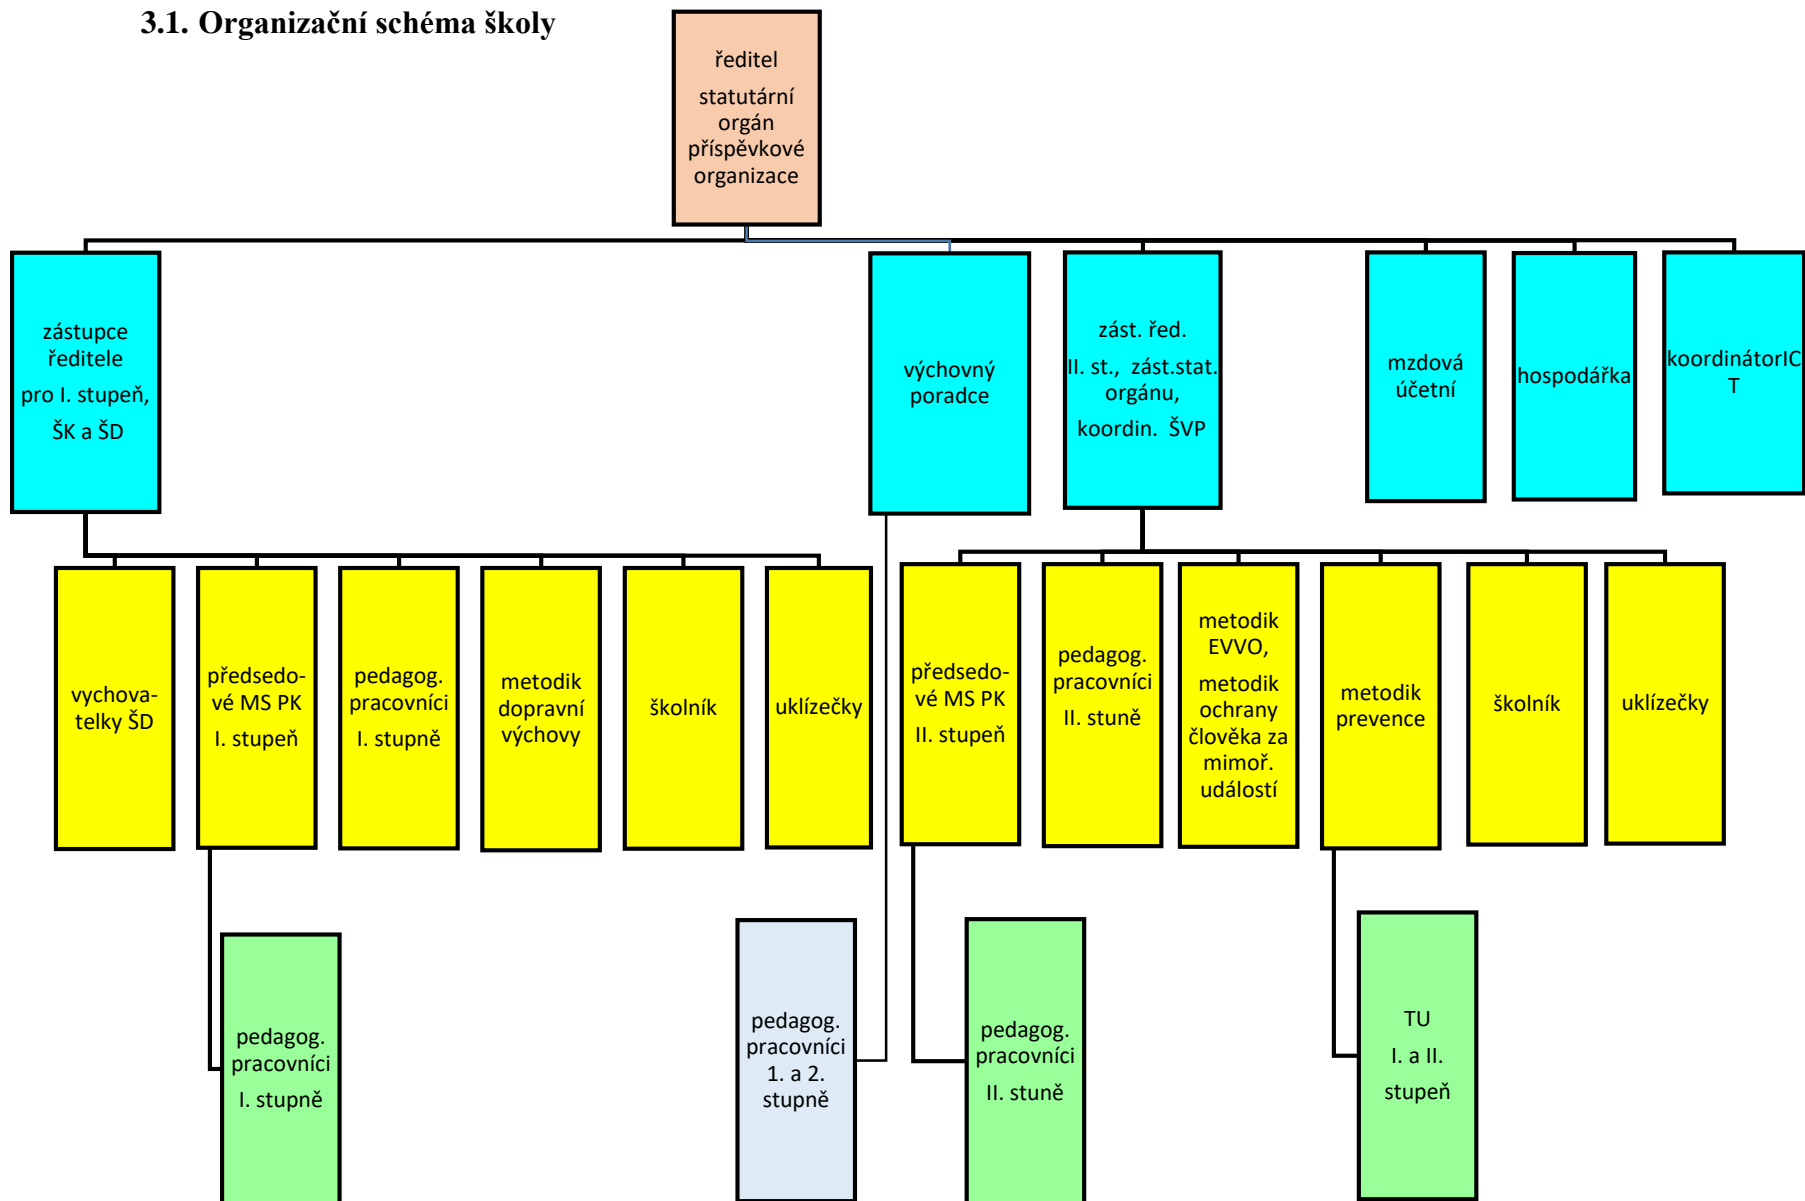 3.1. Organizační schéma školy
ředitel
statutární
orgán
příspěvkové
organizace
zástupce
ředitele
pro I. stupeň,
ŠK a ŠD
výchovný
poradce
zást. řed.
II. st., zást.stat.
orgánu,
koordin. ŠVP
mzdová
účetní
hospodářka
koordinátorIC
T
vychova-
telky ŠD
předsedo-
vé MS PK
I. stupeň
pedagog.
pracovníci
I. stupně
metodik
dopravní
výchovy
školník
uklízečky
předsedo-
vé MS PK
II. stupeň
pedagog.
pracovníci
II. stuně
metodik
EVVO,
metodik
ochrany
člověka za
mimoř.
událostí
metodik
prevence
školník
uklízečky
pedagog.
pracovníci
I. stupně
pedagog.
pracovníci
1. a 2.
stupně
pedagog.
pracovníci
II. stuně
TU
I. a II.
stupeň